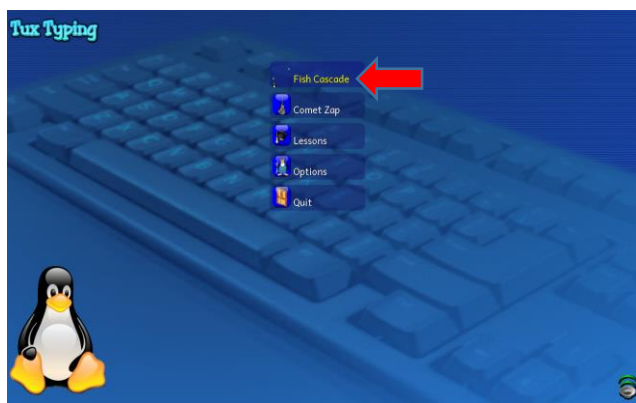 Tux Typing
Fish Cascade
Comet Zap
Lessons
Options
Quit